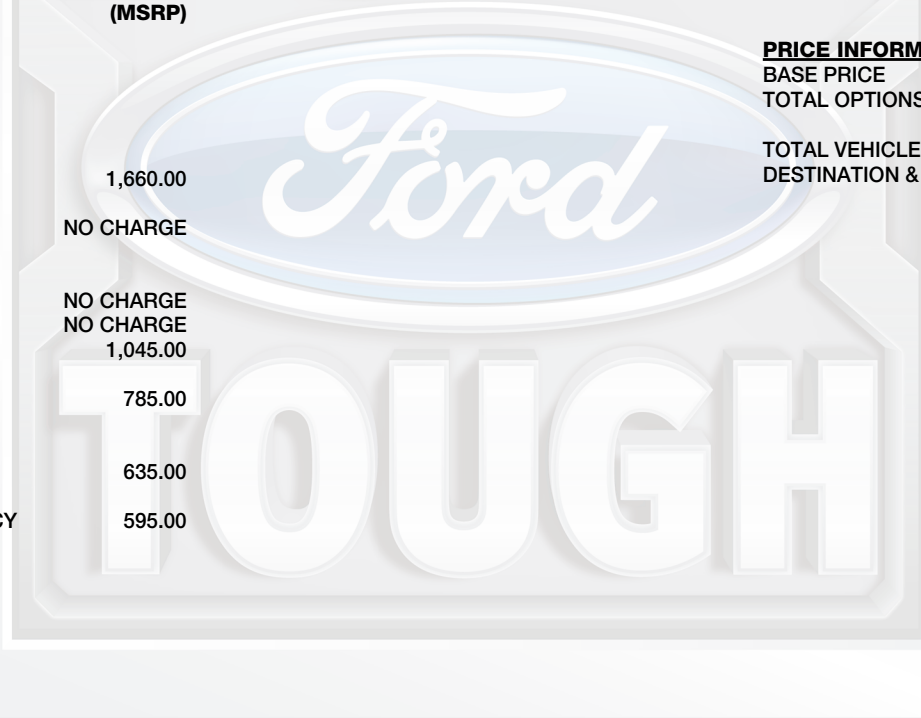 (MSRP)
1,660.00
NO CHARGE
NO CHARGE
NO CHARGE
1,045.00
785.00
635.00
CY 595.00
PRICE INFORM
BASE PRICE
TOTAL OPTIONS
TOTAL VEHICLE
DESTINATION &
Ford
TOUGH